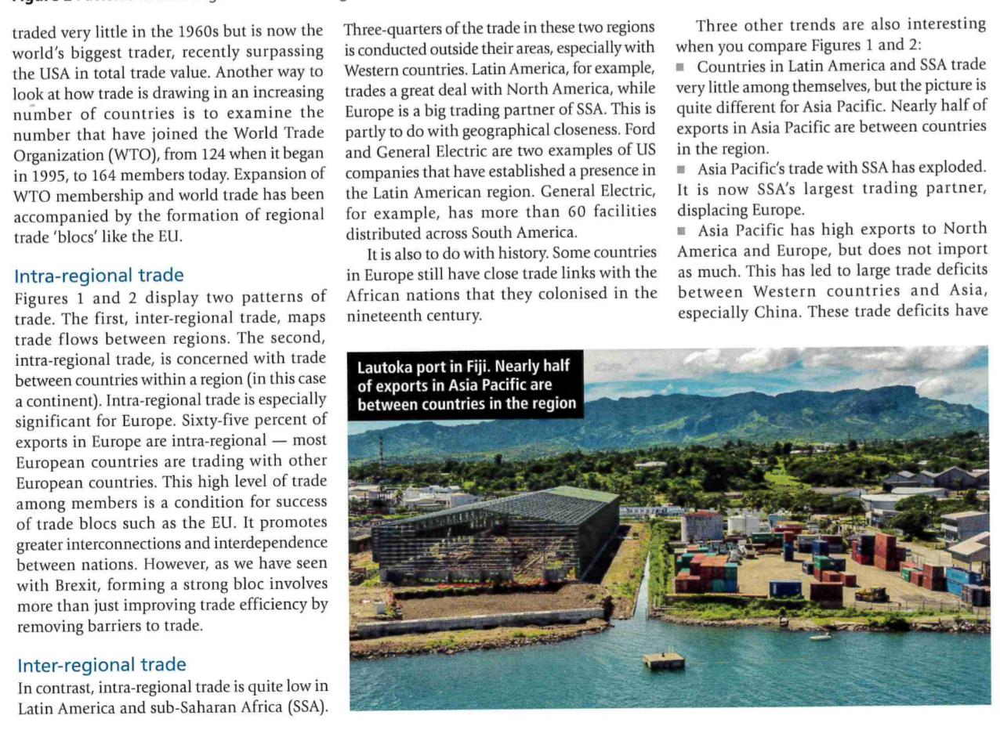 traded very little in the 1960s but is now the
world's biggest trader, recently surpassing
the USA in total trade value. Another way to
look at how trade is drawing in an increasing
number of countries is to examine the
number that have joined the World Trade
Organization (WTO), from 124 when it began
in 1995, to 164 members today. Expansion of
WTO membership and world trade has been
accompanied by the formation of regional
trade 'blocs' like the EU.
Intra-regional trade
Figures 1 and 2 display two patterns of
trade. The first, inter-regional trade, maps
trade flows between regions. The second,
intra-regional trade, is concerned with trade
between countries within a region (in this case
a continent). Intra-regional trade is especially
significant for Europe. Sixty-five percent of
exports in Europe are intra-regional — most
European countries are trading with other
European countries. This high level of trade
among members is a condition for success
of trade blocs such as the EU. It promotes
greater interconnections and interdependence
between nations. However, as we have seen
with Brexit, forming a strong bloc involves
more than just improving trade efficiency by
removing barriers to trade.
Inter-regional trade
In contrast, intra-regional trade is quite low in
Latin America and sub-Saharan Africa (SSA).
Three-quarters of the trade in these two regions
is conducted outside their areas, especially with
Western countries. Latin America, for example,
trades a great deal with North America, while
Europe is a big trading partner of SSA. This is
partly to do with geographical closeness. Ford
and General Electric are two examples of US
companies that have established a presence in
the Latin American region. General Electric,
for example, has more than 60 facilities
distributed across South America.
It is also to do with history. Some countries
in Europe still have close trade links with the
African nations that they colonised in the
nineteenth century.
Three other trends are also interesting
when you compare Figures 1 and 2:
■ Countries in Latin America and SSA trade
very little among themselves, but the picture is
quite different for Asia Pacific. Nearly half of
exports in Asia Pacific are between countries
in the region.
■ Asia Pacific's trade with SSA has exploded.
It is now SSA's largest trading partner,
displacing Europe.
■ Asia Pacific has high exports to North
America and Europe, but does not import
as much. This has led to large trade deficits
between Western countries and Asia,
especially China. These trade deficits have
Lautoka port in Fiji. Nearly half
of exports in Asia Pacific are
between countries in the region